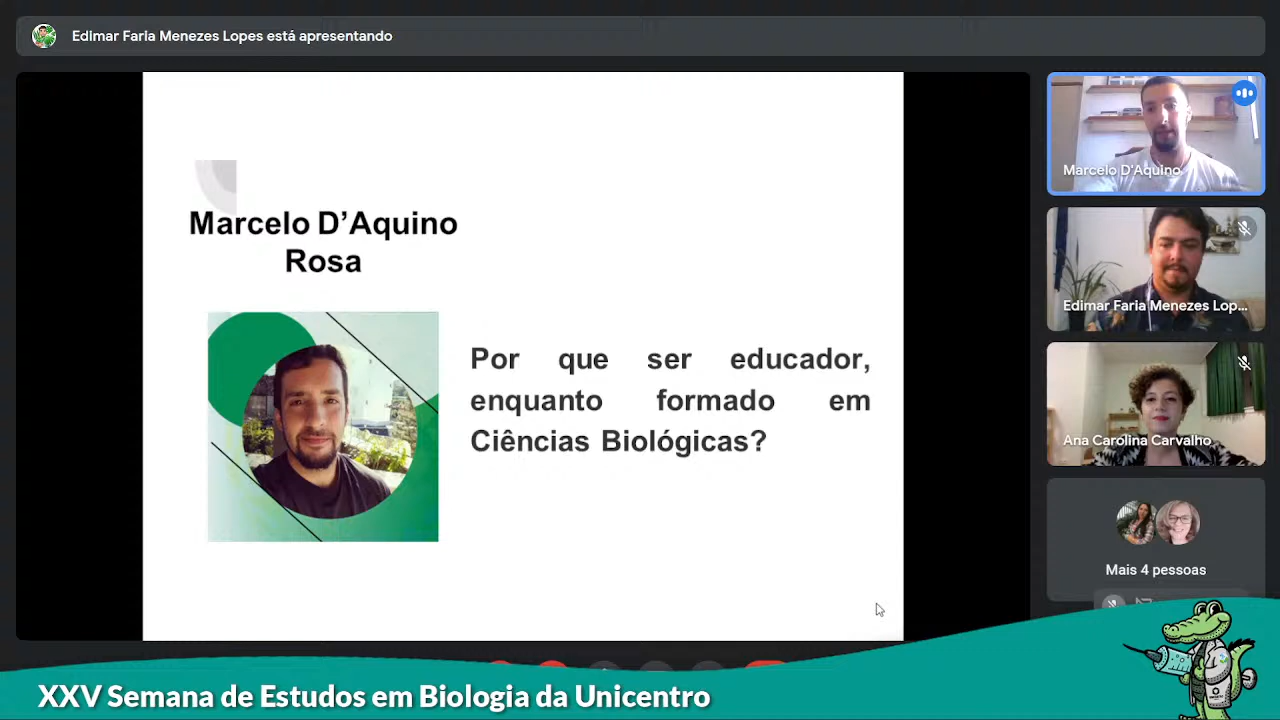 Edimar Faria Menezes Lopes está apresentando
Marcelo D'Aquino
Edimar Faria Menezes Lop...
Ana Carolina Carvalho
Mais 4 pessoas
Marcelo D’Aquino
Rosa
Por que ser educador,
enquanto formado em
Ciências Biológicas?
XXV Semana de Estudos em Biologia da Unicentro